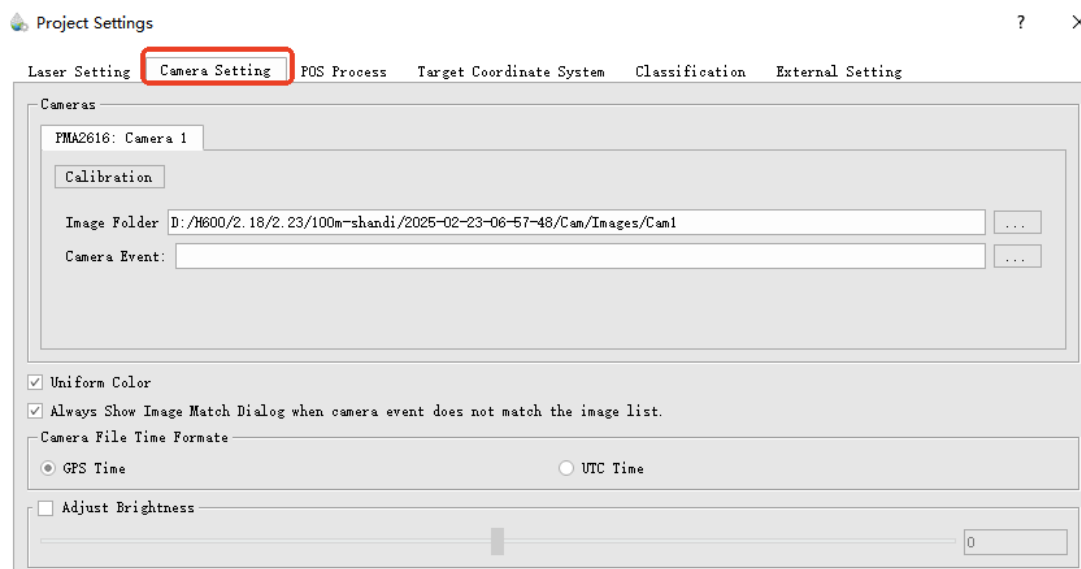 Project Settings
?
Laser Setting Camera Setting POS Process Target Coordinate System Classification External Setting
Cameras
PMA2616: Camera 1
Calibration
Image Folder D:/H600/2.18/2.23/100m-shandi/2025-02-23-06-57-48/Cam/Images/Cam1 ...
Camera Event: ...
Uniform Color
Always Show Image Match Dialog when camera event does not match the image list.
Camera File Time Formate
GPS Time UTC Time
Adjust Brightness
0